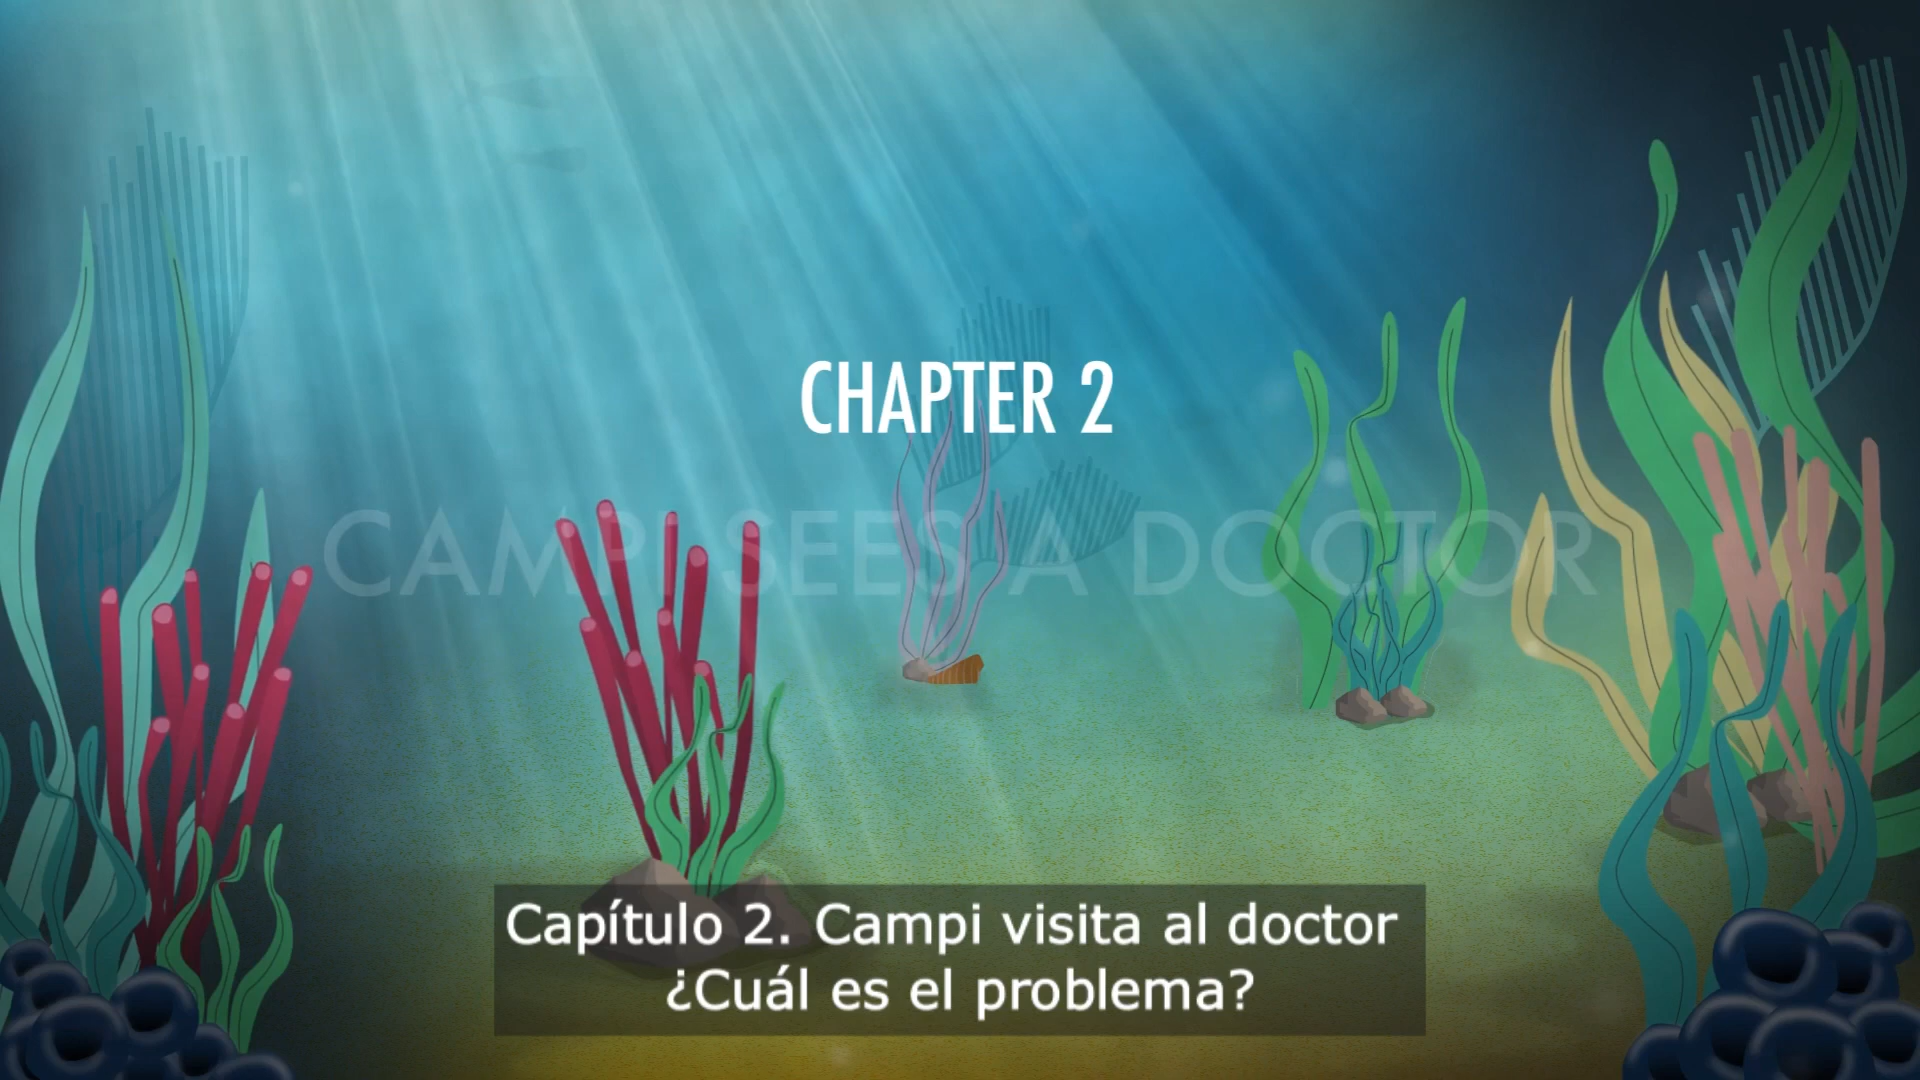 CHAPTER 2
CAMPI SEES A DOCTOR
Capítulo 2. Campi visita al doctor
¿Cuál es el problema?